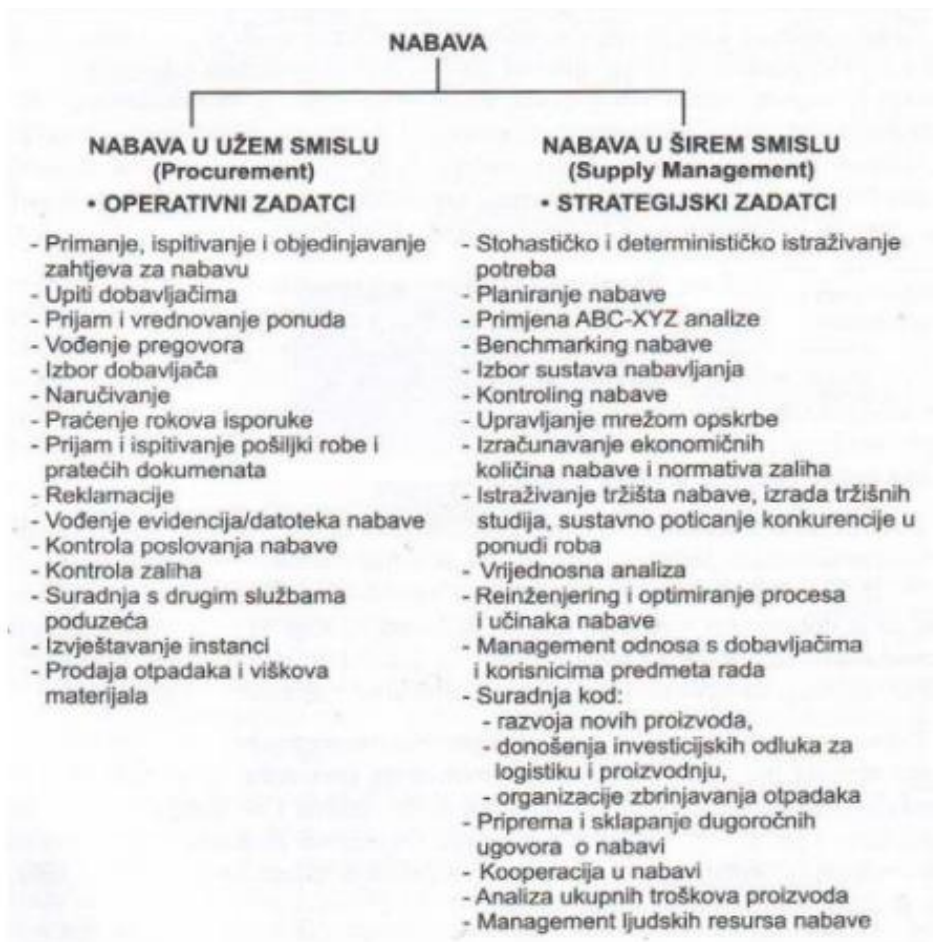 NABAVA
NABAVA U UŽEM SMISLU
(Procurement)
• OPERATIVNI ZADATCI
- Primanje, ispitivanje i objedinjavanje
zahtjeva za nabavu
- Upiti dobavljačima
- Prijam i vrednovanje ponuda
- Vođenje pregovora
- Izbor dobavljača
- Naručivanje
- Praćenje rokova isporuke
- Prijam i ispitivanje pošiljki robe i
pratećih dokumenata
- Reklamacije
- Vođenje evidencija/datoteka nabave
- Kontrola poslovanja nabave
- Kontrola zaliha
- Suradnja s drugim službama
poduzeća
- Izvještavanje instanci
- Prodaja otpadaka i viškova
materijala
NABAVA U ŠIREM SMISLU
(Supply Management)
• STRATEGIJSKI ZADATCI
- Stohastičko i determinističko istraživanje
potreba
- Planiranje nabave
- Primjena ABC-XYZ analize
- Benchmarking nabave
- Izbor sustava nabavljanja
- Kontroling nabave
- Upravljanje mrežom opskrbe
- Izračunavanje ekonomičnih
količina nabave i normativa zaliha
- Istraživanje tržišta nabave, izrada tržišnih
studija, sustavno poticanje konkurencije u
ponudi roba
- Vrijednosna analiza
- Reinženjering i optimiranje procesa
i učinaka nabave
- Management odnosa s dobavljačima
i korisnicima predmeta rada
- Suradnja kod:
- razvoja novih proizvoda,
- donošenja investicijskih odluka za
logistiku i proizvodnju,
- organizacije zbrinjavanja otpadaka
- Priprema i sklapanje dugoročnih
ugovora o nabavi
- Kooperacija u nabavi
- Analiza ukupnih troškova proizvoda
- Management ljudskih resursa nabave